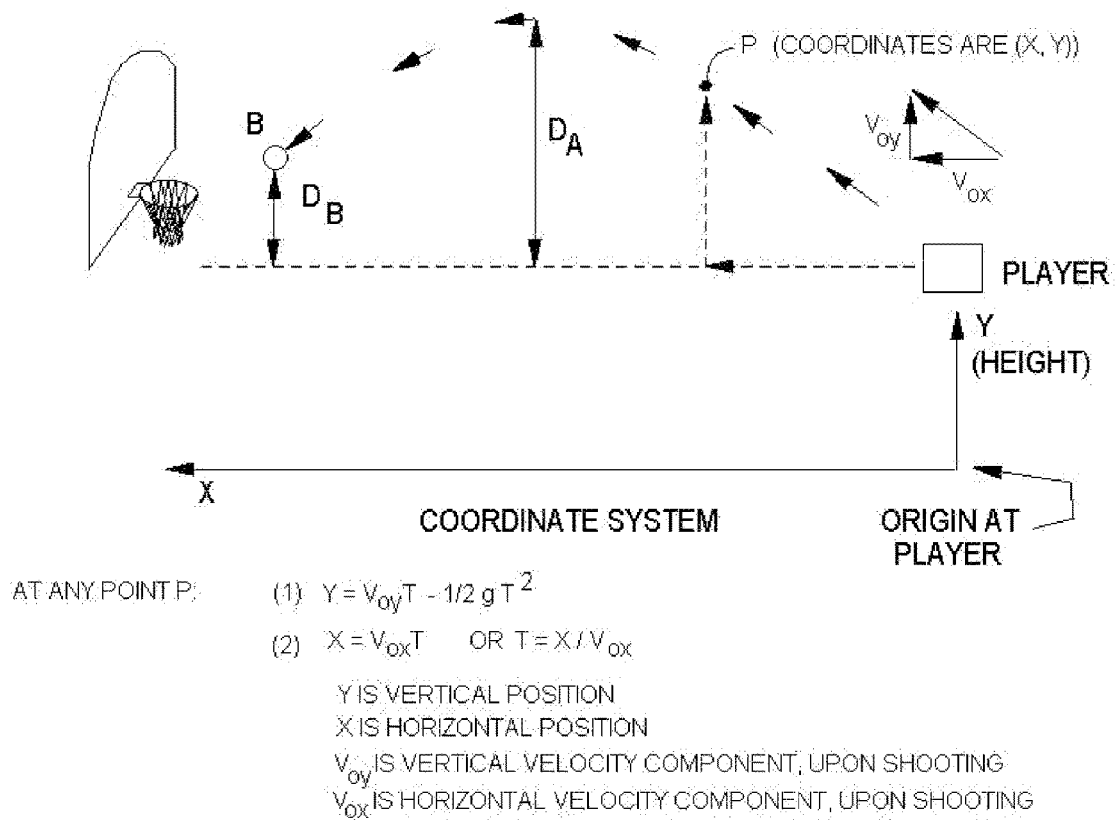 P (COORDINATES ARE (X, Y))
B
D A
V oy
D B
V ox
PLAYER
Y
(HEIGHT)
X
COORDINATE SYSTEM
ORIGIN AT
PLAYER
AT ANY POINT P: (1) Y = V oy T - 1/2 g T 2
(2) X = V ox T OR T = X / V ox
Y IS VERTICAL POSITION
X IS HORIZONTAL POSITION
V oy IS VERTICAL VELOCITY COMPONENT, UPON SHOOTING
V ox IS HORIZONTAL VELOCITY COMPONENT, UPON SHOOTING